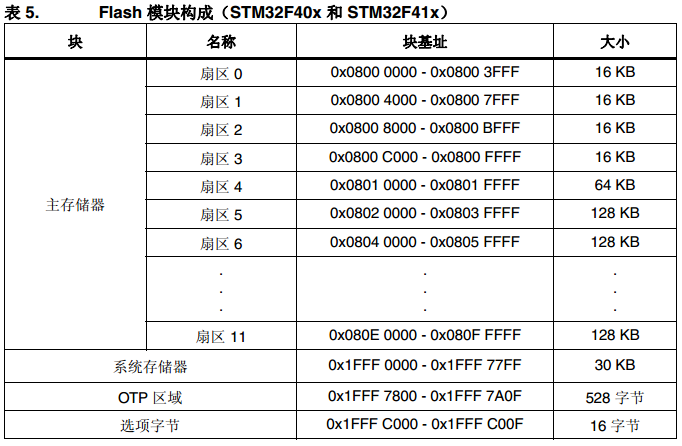 表 5. Flash 模块构成（STM32F40x 和 STM32F41x）
块 名称 块基址 大小
主存储器
扇区 0 0x0800 0000 - 0x0800 3FFF 16 KB
扇区 1 0x0800 4000 - 0x0800 7FFF 16 KB
扇区 2 0x0800 8000 - 0x0800 BFFF 16 KB
扇区 3 0x0800 C000 - 0x0800 FFFF 16 KB
扇区 4 0x0801 0000 - 0x0801 FFFF 64 KB
扇区 5 0x0802 0000 - 0x0803 FFFF 128 KB
扇区 6 0x0804 0000 - 0x0805 FFFF 128 KB
. . .
. . .
. . .
扇区 11 0x080E 0000 - 0x080F FFFF 128 KB
系统存储器 0x1FFF 0000 - 0x1FFF 77FF 30 KB
OTP 区域 0x1FFF 7800 - 0x1FFF 7A0F 528 字节
选项字节 0x1FFF C000 - 0x1FFF C00F 16 字节